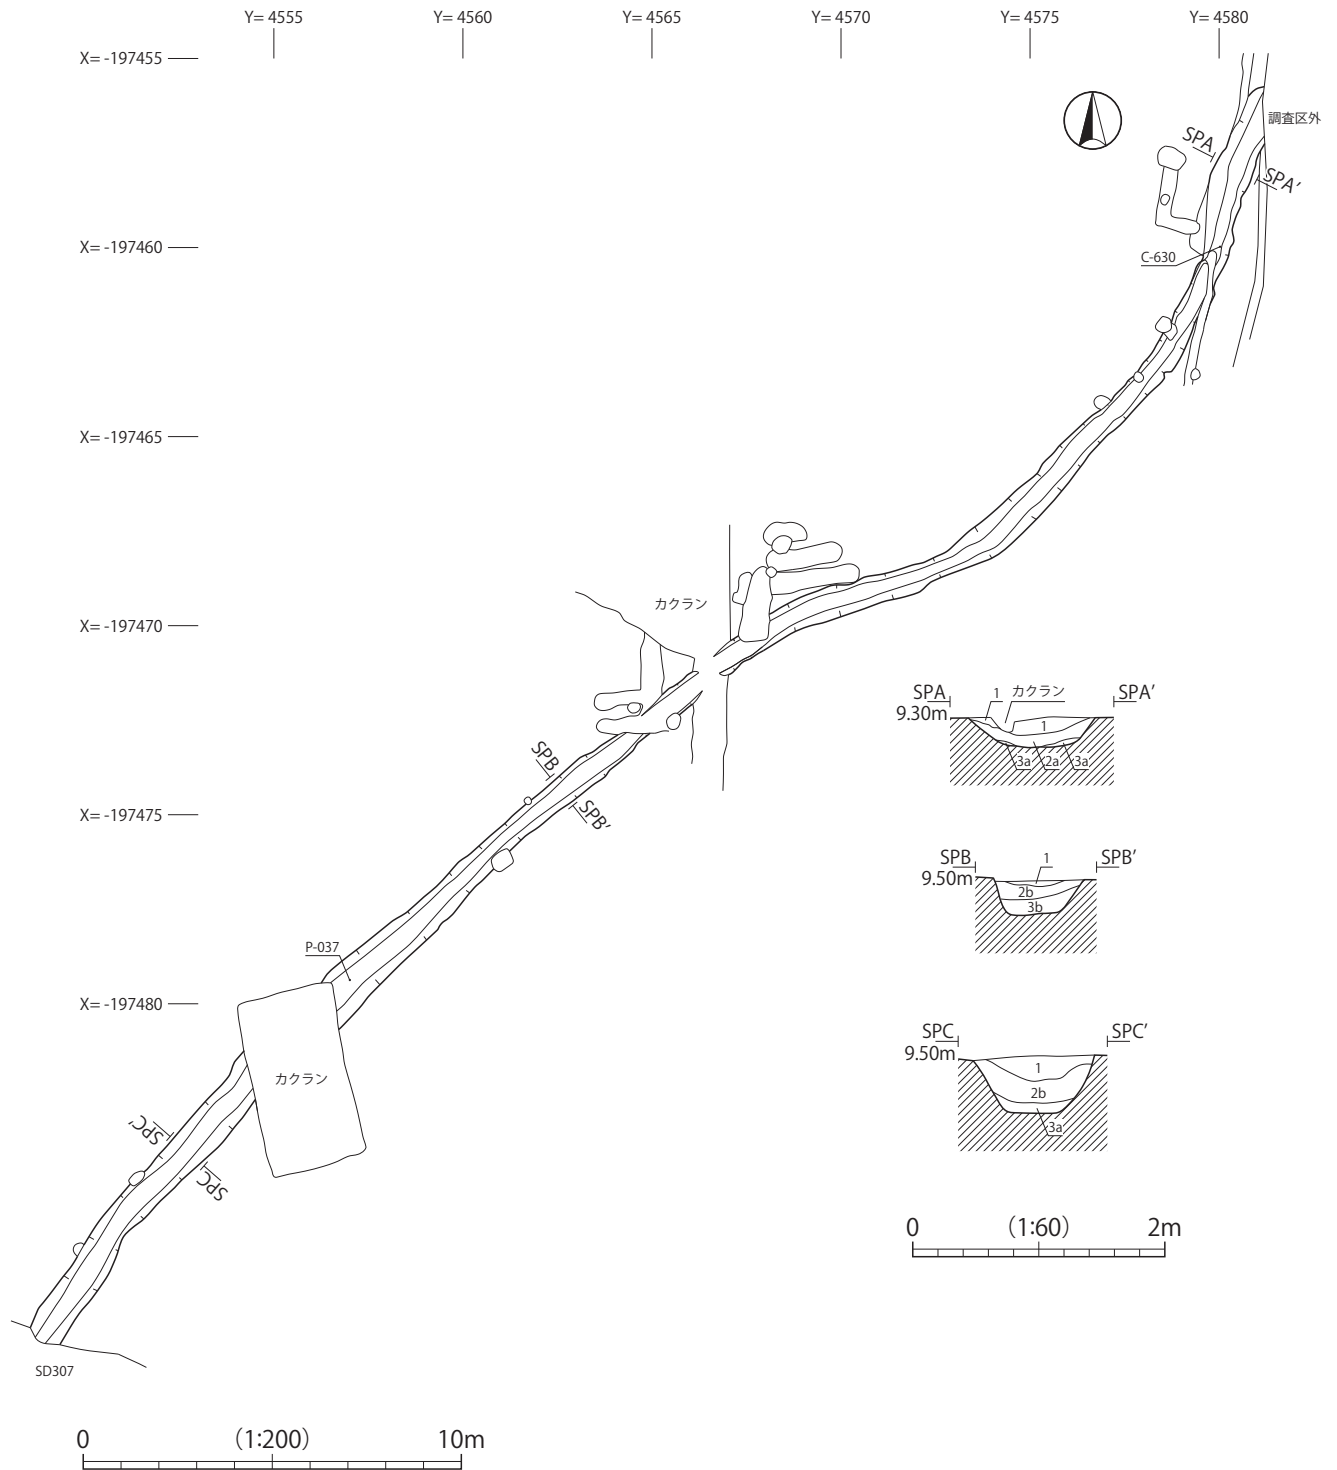 Y= 4555
Y= 4560
Y= 4565
Y= 4570
Y= 4575
Y= 4580
X= -197455
調査区外
SPA
SPA′
X= -197460
C-630
X= -197465
カクラン
X= -197470
SPA
1
カクラン
SPA′
9.30m
1
3a
2a
3a
SPB
SPB′
X= -197475
SPB
1
SPB′
9.50m
2b
3b
P-037
X= -197480
カクラン
SPC
SPC′
9.50m
1
2b
3a
SPC′
SPC
0
(1:60)
2m
SD307
0
(1:200)
10m